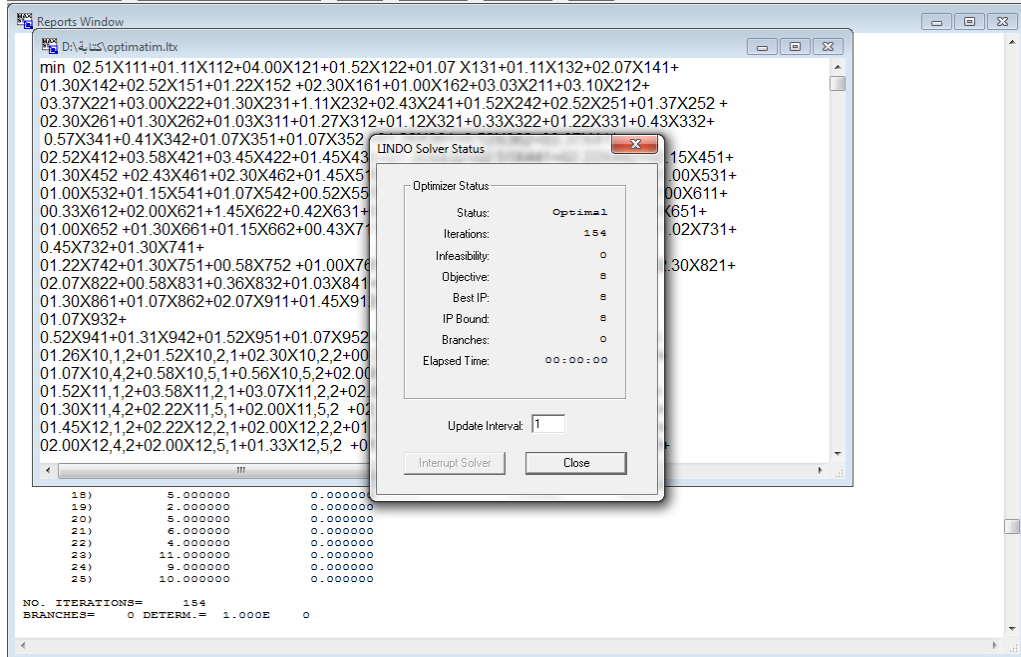 Reports Window
D:\كتابة\optimatim.ltx
min 02.51X111+01.11X112+04.00X121+01.52X122+01.07 X131+01.11X132+02.07X141+
01.30X142+02.52X151+01.22X152 +02.30X161+01.00X162+03.03X211+03.10X212+
03.37X221+03.00X222+01.30X231+1.11X232+02.43X241+01.52X242+02.52X251+01.37X252 +
02.30X261+01.30X262+01.03X311+01.27X312+01.12X321+0.33X322+01.22X331+0.43X332+
0.57X341+0.41X342+01.07X351+01.07X352
02.52X412+03.58X421+03.45X422+01.45X43 .15X451+
01.30X452 +02.43X461+02.30X462+01.45X51 .00X531+
01.00X532+01.15X541+01.07X542+00.52X55 00X611+
00.33X612+02.00X621+1.45X622+0.42X631+ X651+
01.00X652 +01.30X661+01.15X662+00.43X71 .02X731+
0.45X732+01.30X741+
01.22X742+01.30X751+00.58X752 +01.00X76 .30X821+
02.07X822+00.58X831+0.36X832+01.03X841
01.30X861+01.07X862+02.07X911+01.45X91
01.07X932+
0.52X941+01.31X942+01.52X951+01.07X952
01.26X10,1,2+01.52X10,2,1+02.30X10,2,2+00
01.07X10,4,2+0.58X10,5,1+0.56X10,5,2+02.00
01.52X11,1,2+03.58X11,2,1+03.07X11,2,2+02.
01.30X11,4,2+02.22X11,5,1+02.00X11,5,2 +02
01.45X12,1,2+02.22X12,2,1+02.00X12,2,2+01
02.00X12,4,2+02.00X12,5,1+01.33X12,5,2 +0
LINDO Solver Status
Optimizer Status
Status: Optimal
Iterations: 154
Infeasibility: 0
Objective: 8
Best IP: 8
IP Bound: 8
Branches: 0
Elapsed Time: 00:00:00
Update Interval: 1
Interrupt Solver Close
18) 5.000000 0.000000
19) 2.000000 0.000000
20) 5.000000 0.000000
21) 6.000000 0.000000
22) 4.000000 0.000000
23) 11.000000 0.000000
24) 9.000000 0.000000
25) 10.000000 0.000000
NO. ITERATIONS= 154
BRANCHES= 0 DETERM.= 1.000E 0